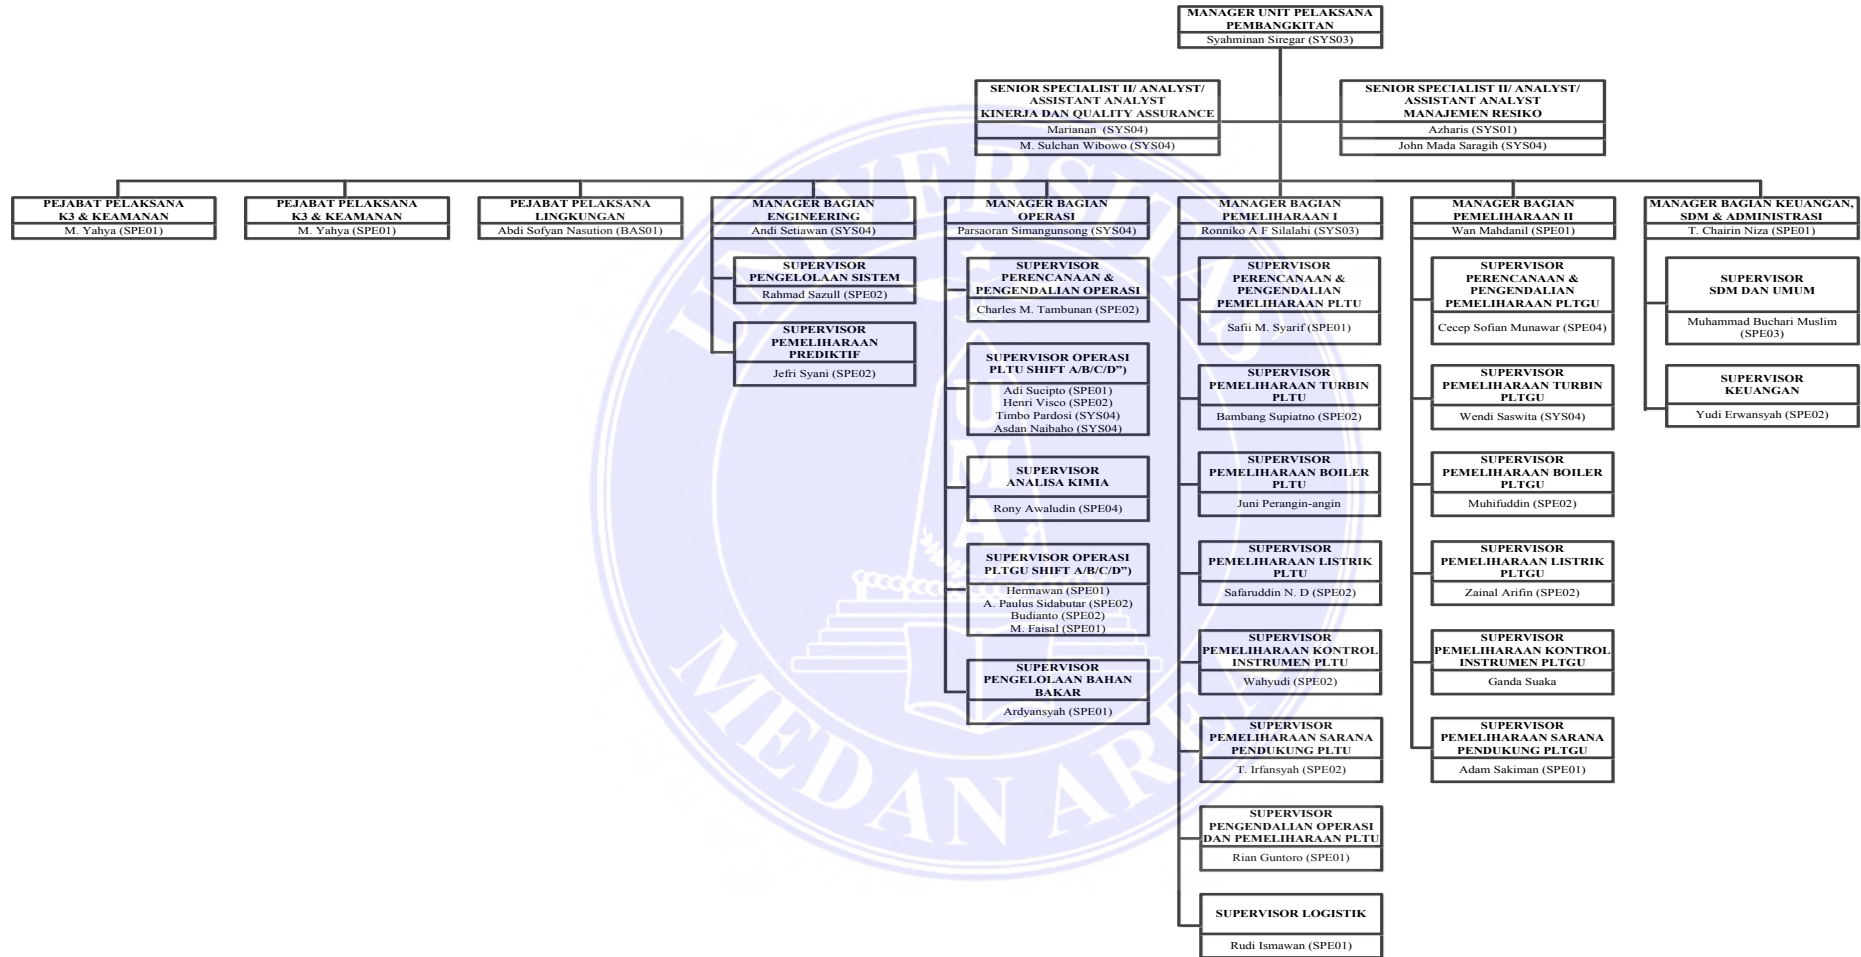 MANAGER UNIT PELAKSANA
PEMBANGKITAN
Syahminan Siregar (SYS03)
SENIOR SPECIALIST II/ ANALYST/
ASSISTANT ANALYST
KINERJA DAN QUALITY ASSURANCE
Marianan (SYS04)
M. Sulchan Wibowo (SYS04)
SENIOR SPECIALIST II/ ANALYST/
ASSISTANT ANALYST
MANAJEMEN RESIKO
Azharis (SYS01)
John Mada Saragih (SYS04)
PEJABAT PELAKSANA
K3 & KEAMANAN
M. Yahya (SPE01)
PEJABAT PELAKSANA
K3 & KEAMANAN
M. Yahya (SPE01)
PEJABAT PELAKSANA
LINGKUNGAN
Abdi Sofyan Nasution (BAS01)
MANAGER BAGIAN
ENGINEERING
Andi Setiawan (SYS04)
SUPERVISOR
PENGELOLAAN SISTEM
Rahmad Sazull (SPE02)
SUPERVISOR
PEMELIHARAAN
PREDIKTIF
Jefri Syani (SPE02)
MANAGER BAGIAN
OPERASI
Parsaoran Simangunsong (SYS04)
SUPERVISOR
PERENCANAAN &
PENGENDALIAN OPERASI
Charles M. Tambunan (SPE02)
SUPERVISOR OPERASI
PLTU SHIFT A/B/C/D”)
Adi Sucipto (SPE01)
Henri Visco (SPE02)
Timbo Pardosi (SYS04)
Asdan Naibaho (SYS04)
SUPERVISOR
ANALISA KIMIA
Rony Awaludin (SPE04)
SUPERVISOR OPERASI
PLTGU SHIFT A/B/C/D”)
Hermawan (SPE01)
A. Paulus Sidabutar (SPE02)
Budianto (SPE02)
M. Faisal (SPE01)
SUPERVISOR
PENGELOLAAN BAHAN
BAKAR
Ardyansyah (SPE01)
MANAGER BAGIAN
PEMELIHARAAN I
Ronniko A F Silalahi (SYS03)
SUPERVISOR
PERENCANAAN &
PENGENDALIAN
PEMELIHARAAN PLTU
Safii M. Syarif (SPE01)
SUPERVISOR
PEMELIHARAAN TURBIN
PLTU
Bambang Supiatno (SPE02)
SUPERVISOR
PEMELIHARAAN BOILER
PLTU
Juni Perangin-angin
SUPERVISOR
PEMELIHARAAN LISTRIK
PLTU
Safaruddin N. D (SPE02)
SUPERVISOR
PEMELIHARAAN KONTROL
INSTRUMEN PLTU
Wahyudi (SPE02)
SUPERVISOR
PEMELIHARAAN SARANA
PENDUKUNG PLTU
T. Irfansyah (SPE02)
SUPERVISOR
PENGENDALIAN OPERASI
DAN PEMELIHARAAN PLTU
Rian Guntoro (SPE01)
SUPERVISOR LOGISTIK
Rudi Ismawan (SPE01)
MANAGER BAGIAN
PEMELIHARAAN II
Wan Mahdanil (SPE01)
SUPERVISOR
PERENCANAAN &
PENGENDALIAN
PEMELIHARAAN PLTGU
Cecep Sofian Munawar (SPE04)
SUPERVISOR
PEMELIHARAAN TURBIN
PLTGU
Wendi Saswita (SYS04)
SUPERVISOR
PEMELIHARAAN BOILER
PLTGU
Muhifuddin (SPE02)
SUPERVISOR
PEMELIHARAAN LISTRIK
PLTGU
Zainal Arifin (SPE02)
SUPERVISOR
PEMELIHARAAN KONTROL
INSTRUMEN PLTGU
Ganda Suaka
SUPERVISOR
PEMELIHARAAN SARANA
PENDUKUNG PLTGU
Adam Sakiman (SPE01)
MANAGER BAGIAN KEUANGAN,
SDM & ADMINISTRASI
T. Chairin Niza (SPE01)
SUPERVISOR
SDM DAN UMUM
Muhammad Buchari Muslim
(SPE03)
SUPERVISOR
KEUANGAN
Yudi Erwansyah (SPE02)
UNIVERSITAS
MEDAN AREA
UMA